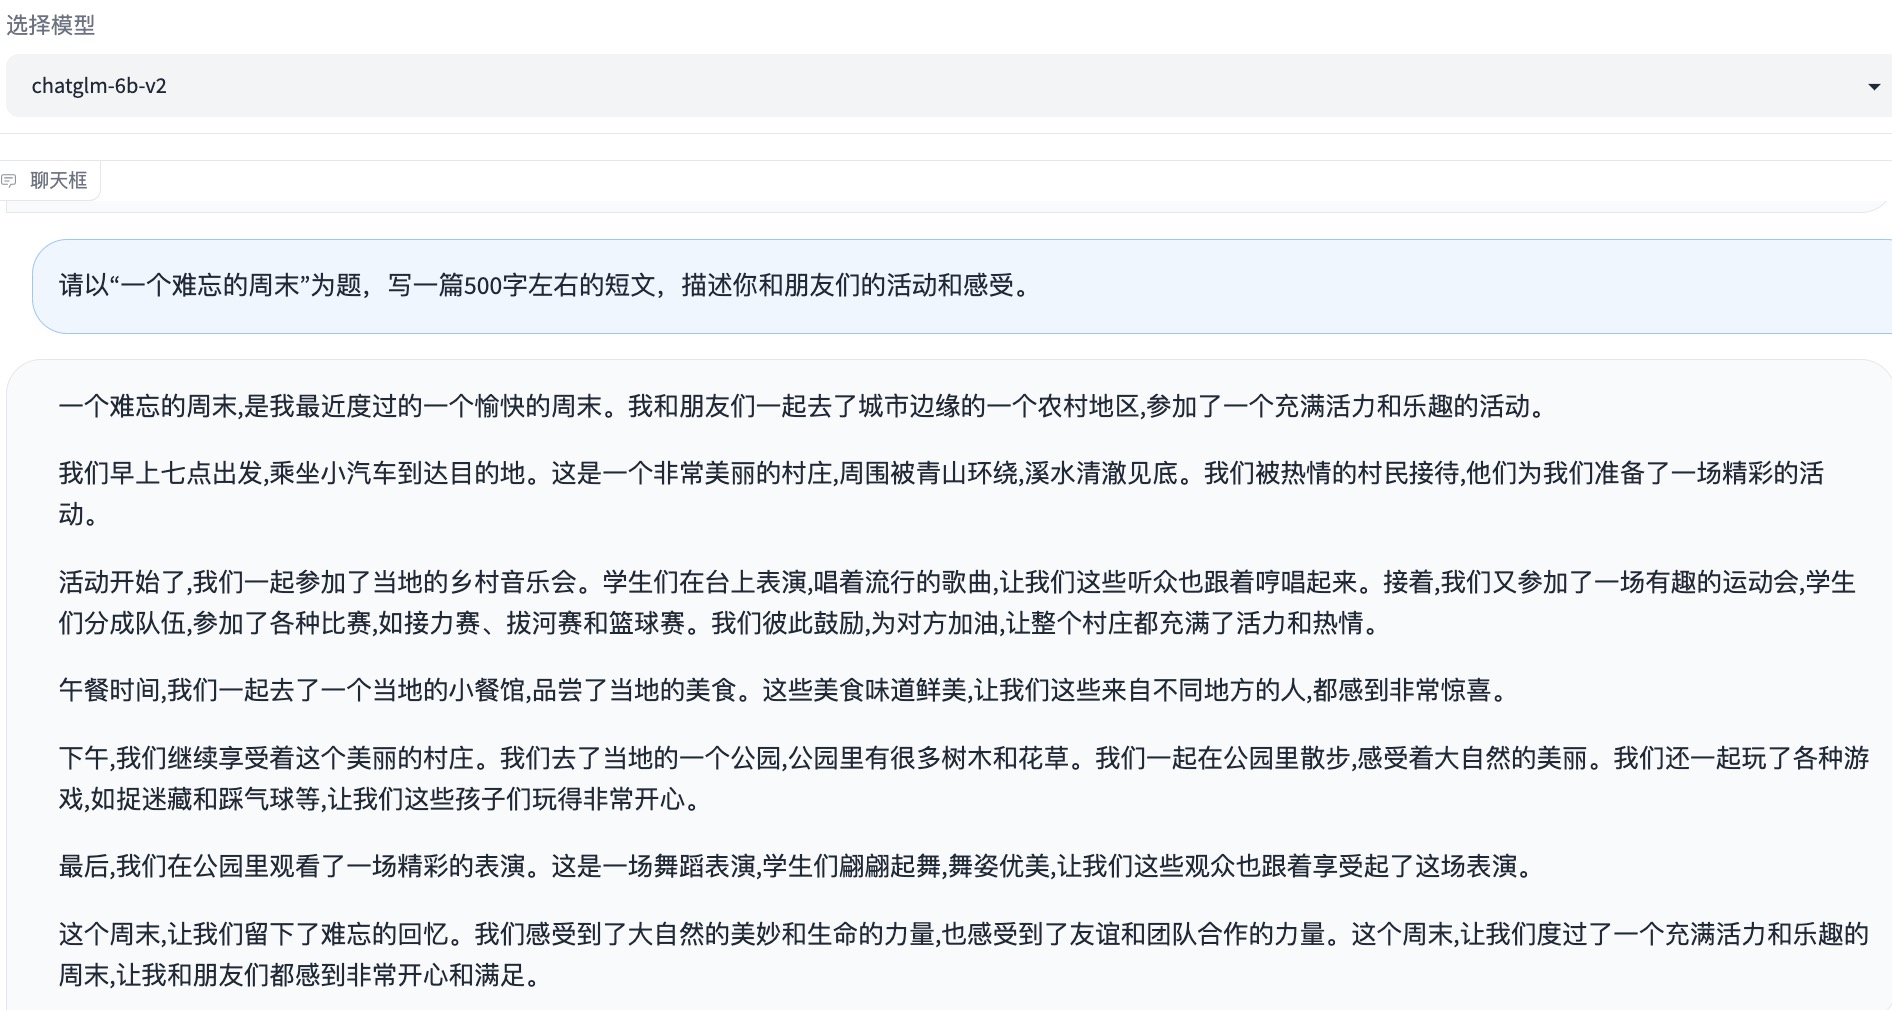 选择模型
chatglm-6b-v2
聊天框
请以“一个难忘的周末”为题，写一篇500字左右的短文，描述你和朋友们的活动和感受。
一个难忘的周末,是我最近度过的一个愉快的周末。我和朋友们一起去了城市边缘的一个农村地区,参加了一个充满活力和乐趣的活动。
我们早上七点出发,乘坐小汽车到达目的地。这是一个非常美丽的村庄,周围被青山环绕,溪水清澈见底。我们被热情的村民接待,他们为我们准备了一场精彩的活
动。
活动开始了,我们一起参加了当地的乡村音乐会。学生们在台上表演,唱着流行的歌曲,让我们这些听众也跟着哼唱起来。接着,我们又参加了一场有趣的运动会,学生
们分成队伍,参加了各种比赛,如接力赛、拔河赛和篮球赛。我们彼此鼓励,为对方加油,让整个村庄都充满了活力和热情。
午餐时间,我们一起去了一个当地的小餐馆,品尝了当地的美食。这些美食味道鲜美,让我们这些来自不同地方的人,都感到非常惊喜。
下午,我们继续享受着这个美丽的村庄。我们去了当地的一个公园,公园里有很多树木和花草。我们一起在公园里散步,感受着大自然的美丽。我们还一起玩了各种游
戏,如捉迷藏和踩气球等,让我们这些孩子们玩得非常开心。
最后,我们在公园里观看了一场精彩的表演。这是一场舞蹈表演,学生们翩翩起舞,舞姿优美,让我们这些观众也跟着享受起了这场表演。
这个周末,让我们留下了难忘的回忆。我们感受到了大自然的美妙和生命的力量,也感受到了友谊和团队合作的力量。这个周末,让我们度过了一个充满活力和乐趣的
周末,让我和朋友们都感到非常开心和满足。